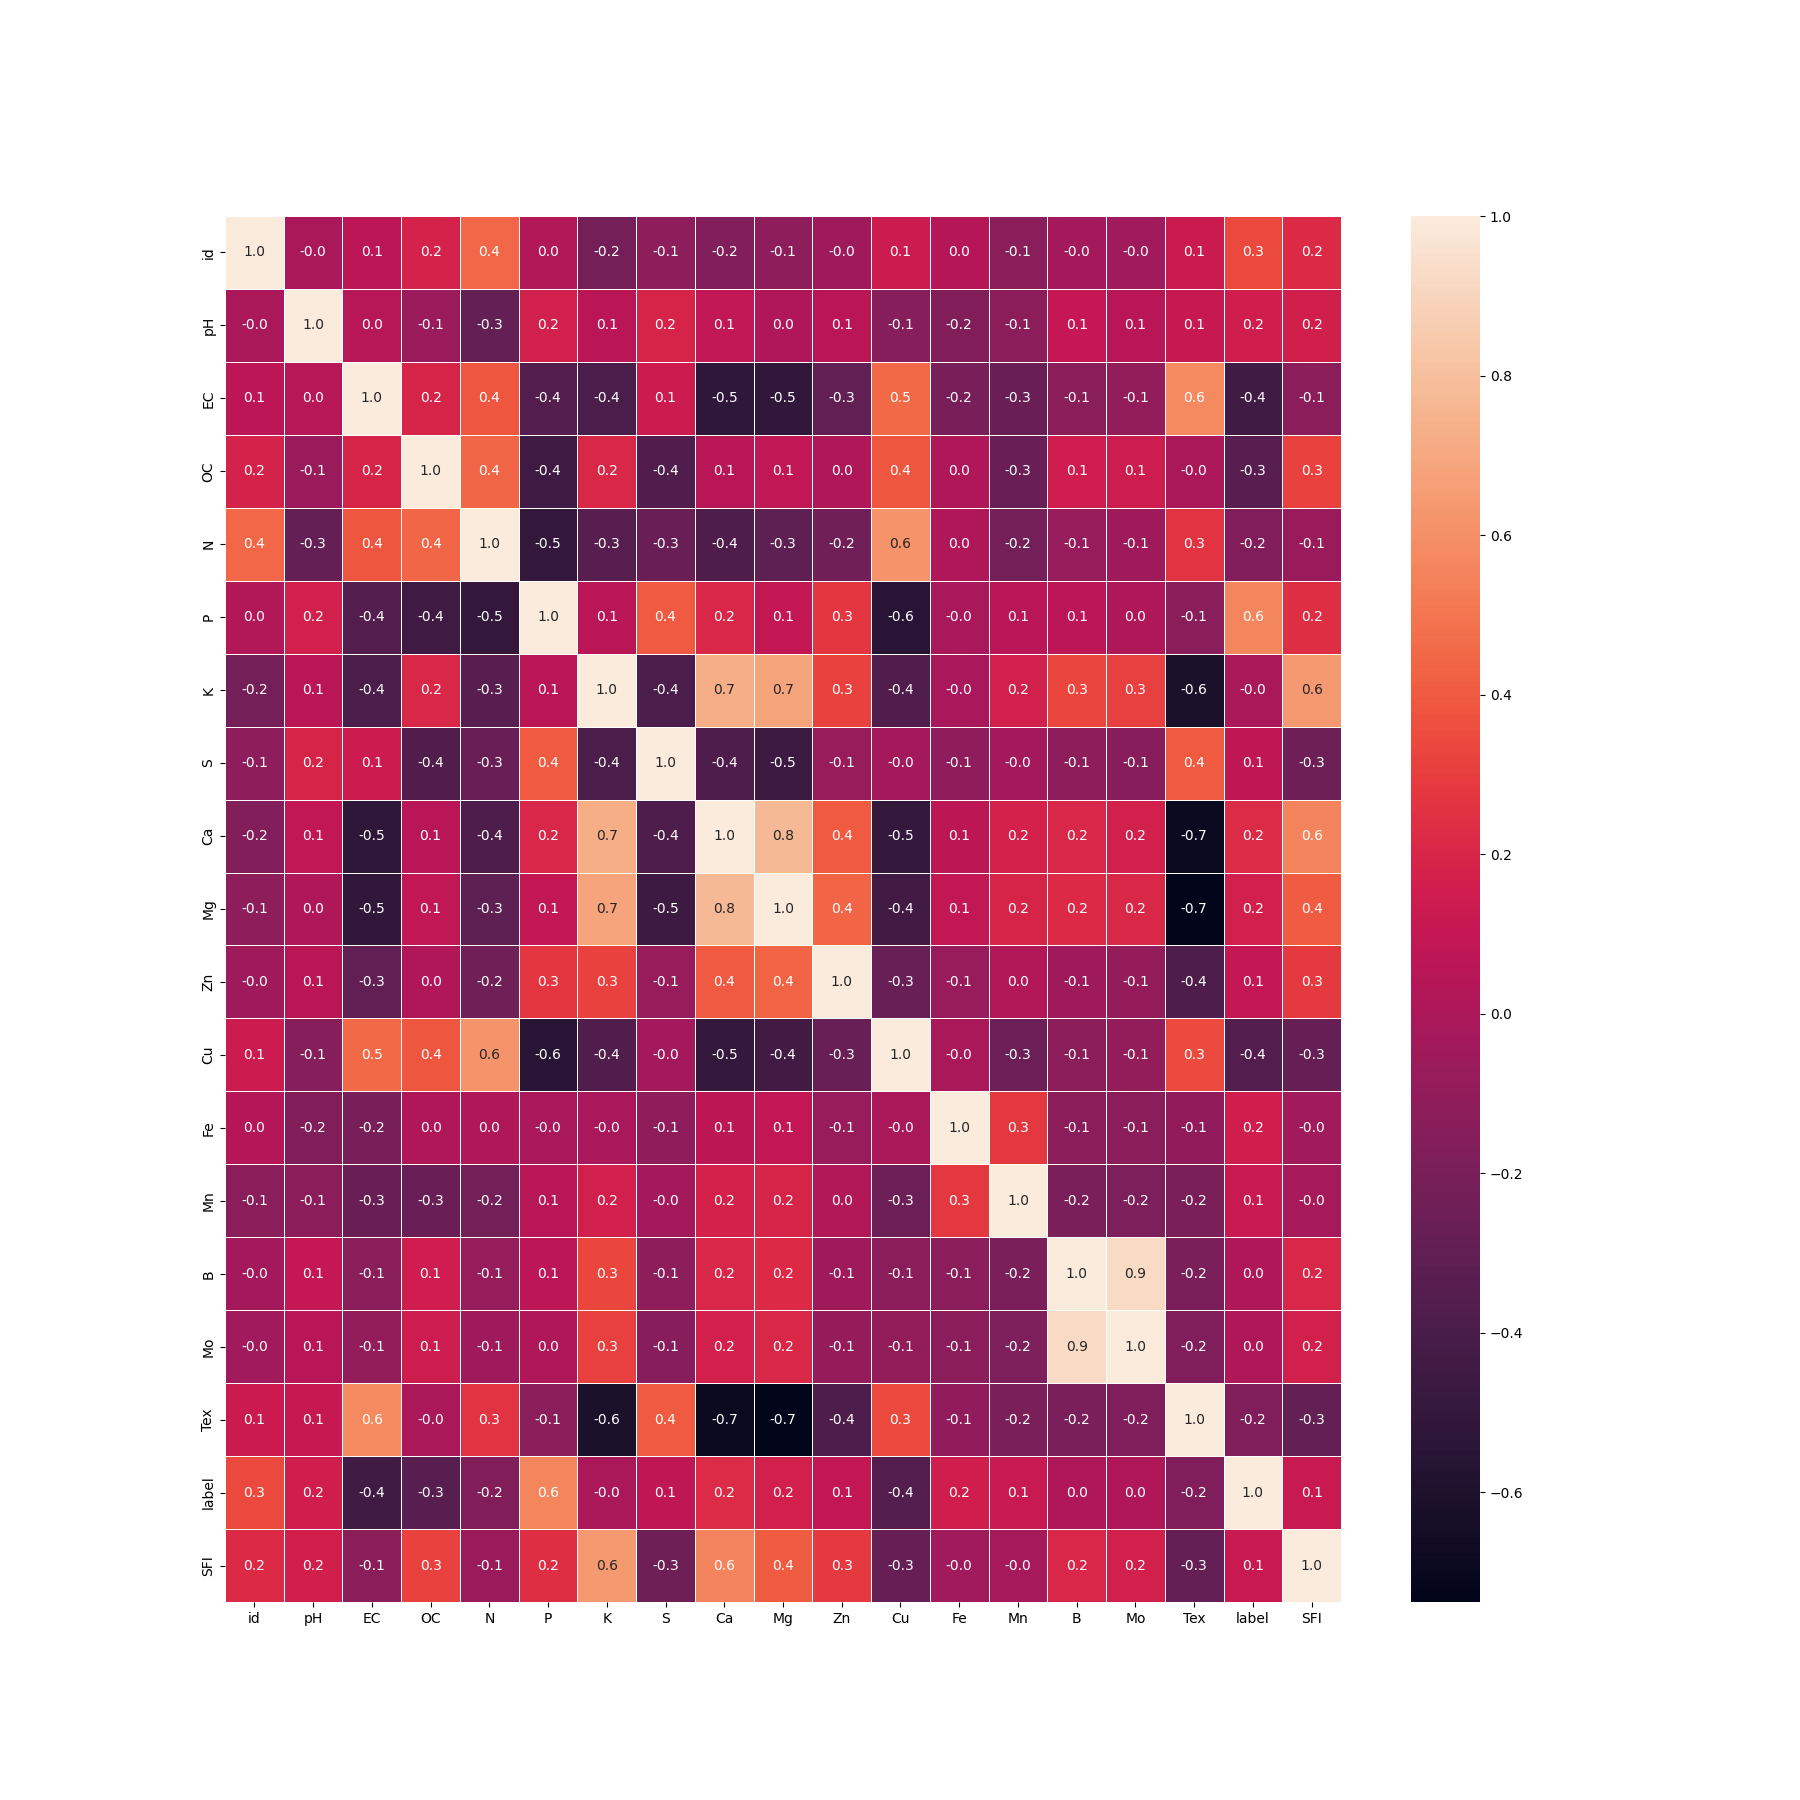 id 1.0 -0.0 0.1 0.2 0.4 0.0 -0.2 -0.1 -0.2 -0.1 -0.0 0.1 0.0 -0.1 -0.0 -0.0 0.1 0.3 0.2
pH -0.0 1.0 0.0 -0.1 -0.3 0.2 0.1 0.2 0.1 0.0 0.1 -0.1 -0.2 -0.1 0.1 0.1 0.1 0.2 0.2
EC 0.1 0.0 1.0 0.2 0.4 -0.4 -0.4 0.1 -0.5 -0.5 -0.3 0.5 -0.2 -0.3 -0.1 -0.1 0.6 -0.4 -0.1
OC 0.2 -0.1 0.2 1.0 0.4 -0.4 0.2 -0.4 0.1 0.1 0.0 0.4 0.0 -0.3 0.1 0.1 -0.0 -0.3 0.3
N 0.4 -0.3 0.4 0.4 1.0 -0.5 -0.3 -0.3 -0.4 -0.3 -0.2 0.6 0.0 -0.2 -0.1 -0.1 0.3 -0.2 -0.1
P 0.0 0.2 -0.4 -0.4 -0.5 1.0 0.1 0.4 0.2 0.1 0.3 -0.6 -0.0 0.1 0.1 0.0 -0.1 0.6 0.2
K -0.2 0.1 -0.4 0.2 -0.3 0.1 1.0 -0.4 0.7 0.7 0.3 -0.4 -0.0 0.2 0.3 0.3 -0.6 -0.0 0.6
S -0.1 0.2 0.1 -0.4 -0.3 0.4 -0.4 1.0 -0.4 -0.5 -0.1 -0.0 -0.1 -0.0 -0.1 -0.1 0.4 0.1 -0.3
Ca -0.2 0.1 -0.5 0.1 -0.4 0.2 0.7 -0.4 1.0 0.8 0.4 -0.5 0.1 0.2 0.2 0.2 -0.7 0.2 0.6
Mg -0.1 0.0 -0.5 0.1 -0.3 0.1 0.7 -0.5 0.8 1.0 0.4 -0.4 0.1 0.2 0.2 0.2 -0.7 0.2 0.4
Zn -0.0 0.1 -0.3 0.0 -0.2 0.3 0.3 -0.1 0.4 0.4 1.0 -0.3 -0.1 0.0 -0.1 -0.1 -0.4 0.1 0.3
Cu 0.1 -0.1 0.5 0.4 0.6 -0.6 -0.4 -0.0 -0.5 -0.4 -0.3 1.0 -0.0 -0.3 -0.1 -0.1 0.3 -0.4 -0.3
Fe 0.0 -0.2 -0.2 0.0 0.0 -0.0 -0.0 -0.1 0.1 0.1 -0.1 -0.0 1.0 0.3 -0.1 -0.1 -0.1 0.2 -0.0
Mn -0.1 -0.1 -0.3 -0.3 -0.2 0.1 0.2 -0.0 0.2 0.2 0.0 -0.3 0.3 1.0 -0.2 -0.2 -0.2 0.1 -0.0
B -0.0 0.1 -0.1 0.1 -0.1 0.1 0.3 -0.1 0.2 0.2 -0.1 -0.1 -0.1 -0.2 1.0 0.9 -0.2 0.0 0.2
Mo -0.0 0.1 -0.1 0.1 -0.1 0.0 0.3 -0.1 0.2 0.2 -0.1 -0.1 -0.1 -0.2 0.9 1.0 -0.2 0.0 0.2
Tex 0.1 0.1 0.6 -0.0 0.3 -0.1 -0.6 0.4 -0.7 -0.7 -0.4 0.3 -0.1 -0.2 -0.2 -0.2 1.0 -0.2 -0.3
label 0.3 0.2 -0.4 -0.3 -0.2 0.6 -0.0 0.1 0.2 0.2 0.1 -0.4 0.2 0.1 0.0 0.0 -0.2 1.0 0.1
SFI 0.2 0.2 -0.1 0.3 -0.1 0.2 0.6 -0.3 0.6 0.4 0.3 -0.3 -0.0 -0.0 0.2 0.2 -0.3 0.1 1.0
id pH EC OC N P K S Ca Mg Zn Cu Fe Mn B Mo Tex label SFI
1.0
0.8
0.6
0.4
0.2
0.0
−0.2
−0.4
−0.6